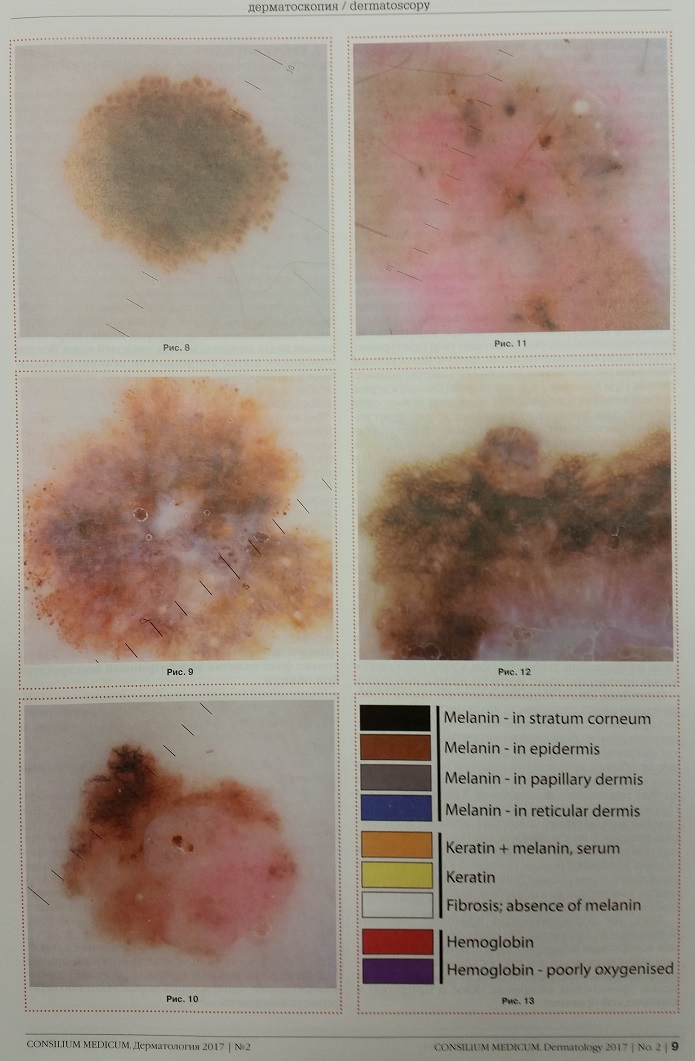 дерматоскопия / dermatoscopy
10
Рис. 8
Рис. 11
5
Рис. 9
Рис. 12
Рис. 10
Melanin - in stratum corneum
Melanin - in epidermis
Melanin - in papillary dermis
Melanin - in reticular dermis
Keratin + melanin, serum
Keratin
Fibrosis; absence of melanin
Hemoglobin
Hemoglobin - poorly oxygenised
Рис. 13
CONSILIUM MEDICUM. Дерматология 2017 | №2
CONSILIUM MEDICUM. Dermatology 2017 | No. 2 | 9